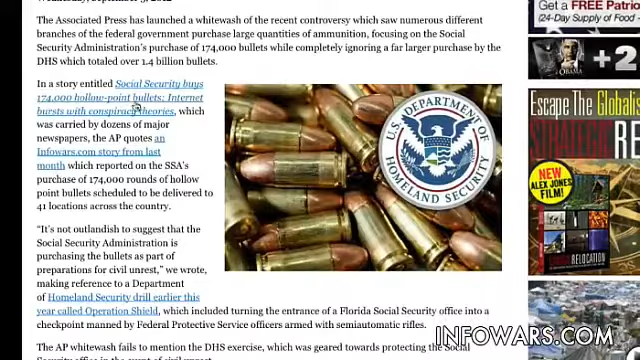 The Associated Press has launched a whitewash of the recent controversy which saw numerous different
branches of the federal government purchase large quantities of ammunition, focusing on the Social
Security Administration's purchase of 174,000 bullets while completely ignoring a far larger purchase by the
DHS which totaled over 1.4 billion bullets.
In a story entitled Social Security buys
174,000 hollow-point bullets; Internet
bursts with conspiracy theories, which
was carried by dozens of major
newspapers, the AP quotes an
Infowars.com story from last
month which reported on the SSA's
purchase of 174,000 rounds of hollow
point bullets scheduled to be delivered to
41 locations across the country.
"It's not outlandish to suggest that the
Social Security Administration is
purchasing the bullets as part of
preparations for civil unrest," we wrote,
making reference to a Department
of Homeland Security drill earlier this
year called Operation Shield, which included turning the entrance of a Florida Social Security office into a
checkpoint manned by Federal Protective Service officers armed with semiautomatic rifles.
The AP whitewash fails to mention the DHS exercise, which was geared towards protecting the Social
U.S. DEPARTMENT OF
HOMELAND SECURITY
Get a FREE Patrio
(24-Day Supply of Food -
OBAMA
+2
Escape The Globalis
STRATEGIC RE
NEW
ALEX JONES
FILM!
RELOCATION
INFOWARS.COM